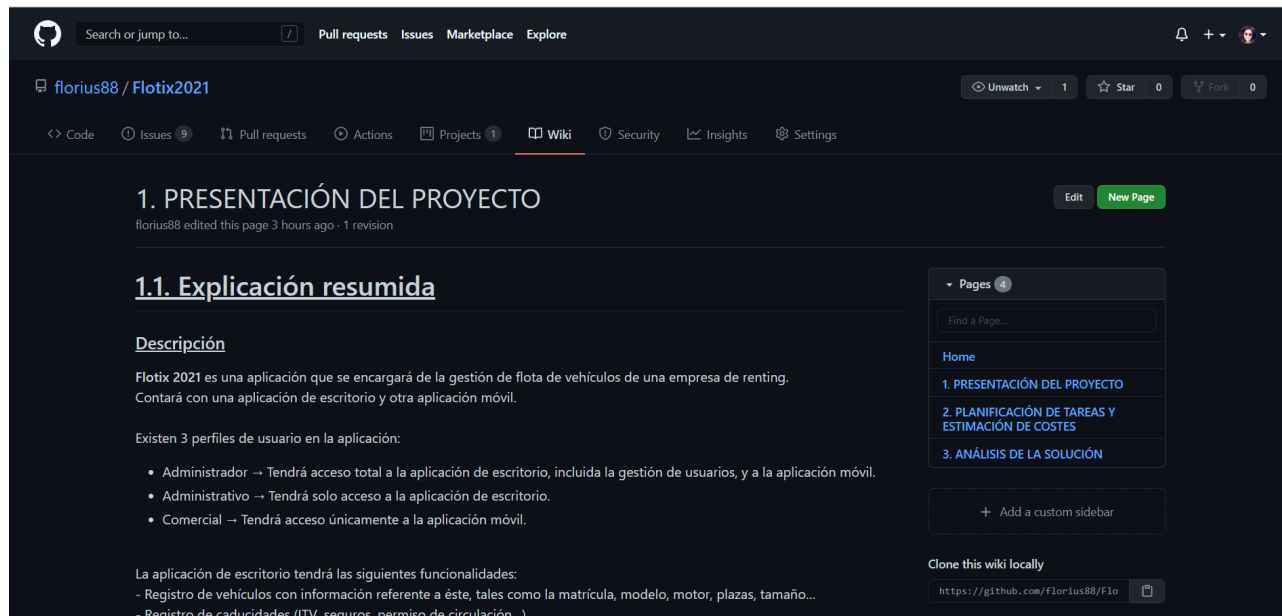 Search or jump to... /
Pull requests Issues Marketplace Explore
florius88 / Flotix2021
Unwatch 1 Star 0 Fork 0
Code Issues 9 Pull requests Actions Projects 1 Wiki Security Insights Settings
1. PRESENTACIÓN DEL PROYECTO
florius88 edited this page 3 hours ago · 1 revision
Edit New Page
1.1. Explicación resumida
Descripción
Flotix 2021 es una aplicación que se encargará de la gestión de flota de vehículos de una empresa de renting.
Contará con una aplicación de escritorio y otra aplicación móvil.
Existen 3 perfiles de usuario en la aplicación:
• Administrador → Tendrá acceso total a la aplicación de escritorio, incluida la gestión de usuarios, y a la aplicación móvil.
• Administrativo → Tendrá solo acceso a la aplicación de escritorio.
• Comercial → Tendrá acceso únicamente a la aplicación móvil.
La aplicación de escritorio tendrá las siguientes funcionalidades:
- Registro de vehículos con información referente a éste, tales como la matrícula, modelo, motor, plazas, tamaño...
- Registro de caducidades (ITV, seguros, permiso de circulación...)
Pages 4
Find a Page...
Home
1. PRESENTACIÓN DEL PROYECTO
2. PLANIFICACIÓN DE TAREAS Y
ESTIMACIÓN DE COSTES
3. ANÁLISIS DE LA SOLUCIÓN
+ Add a custom sidebar
Clone this wiki locally
https://github.com/florius88/Flo